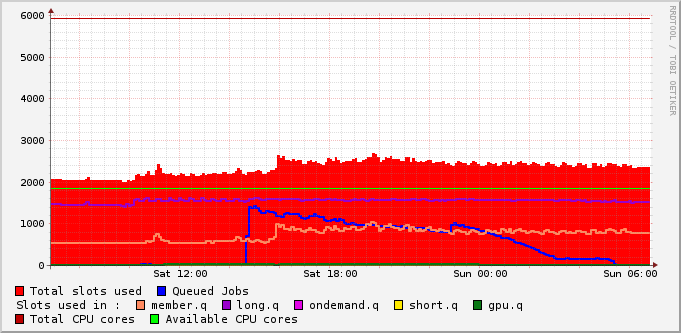 6000
5000
4000
3000
2000
1000
0
Sat 12:00 Sat 18:00 Sun 00:00 Sun 06:00
Total slots used Queued Jobs
Slots used in : member.q long.q ondemand.q short.q gpu.q
Total CPU cores Available CPU cores
RRDTOOL / TOBI OETIKER